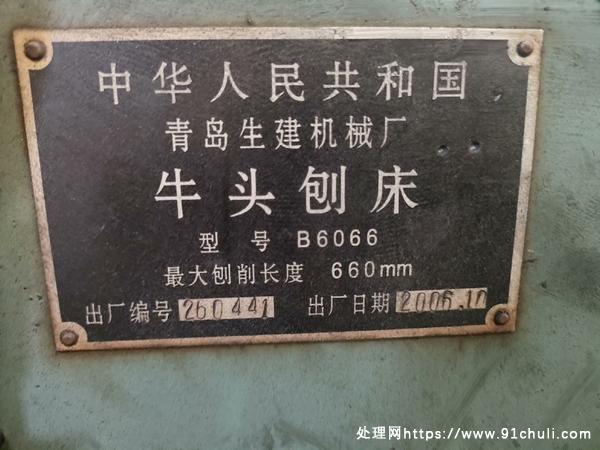 中华人民共和国
青岛生建机械厂
牛头刨床
型号 B6066
最大刨削长度 660mm
出厂编号 260441 出厂日期 2006.10
处理网https://www.91chuli.com/